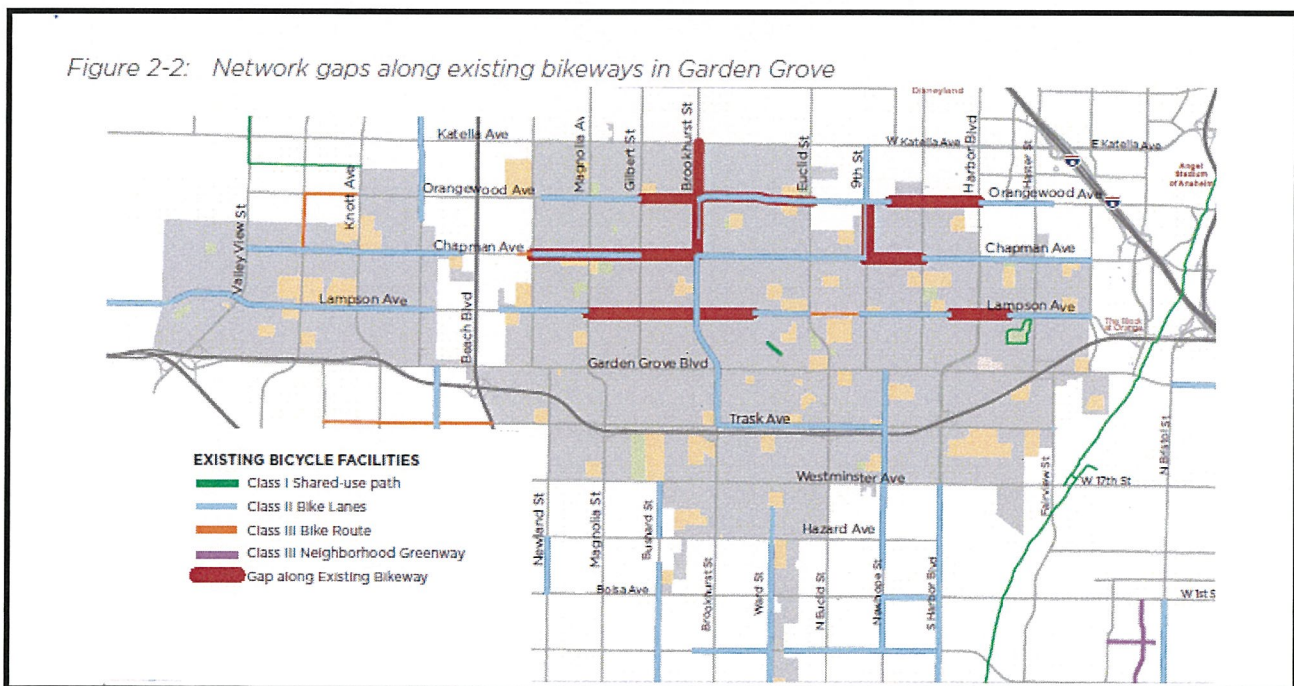 Figure 2-2: Network gaps along existing bikeways in Garden Grove
Disneyland
Katella Ave
W Katella Ave
E Katella Ave
Magnolia Av
Gilbert St
Brookhurst St
Euclid St
9th St
Harbor Blvd
Haster St
5
5
Angel
Stadium
of Anaheim
Knott Ave
Orangewood Ave
Orangewood Ave
Valley View St
Chapman Ave
Chapman Ave
Lampson Ave
Lampson Ave
Beach Blvd
The Block
at Orange
Garden Grove Blvd
Trask Ave
Westminster Ave
Fairview St
W 17th St
N Bristol St
EXISTING BICYCLE FACILITIES
Class I Shared-use path
Class II Bike Lanes
Class III Bike Route
Class III Neighborhood Greenway
Gap along Existing Bikeway
Newland St
Magnolia St
Bushard St
Hazard Ave
Bolsa Ave
Brookhurst St
Ward St
N Euclid St
Newhope St
S Harbor Blvd
W 1st S